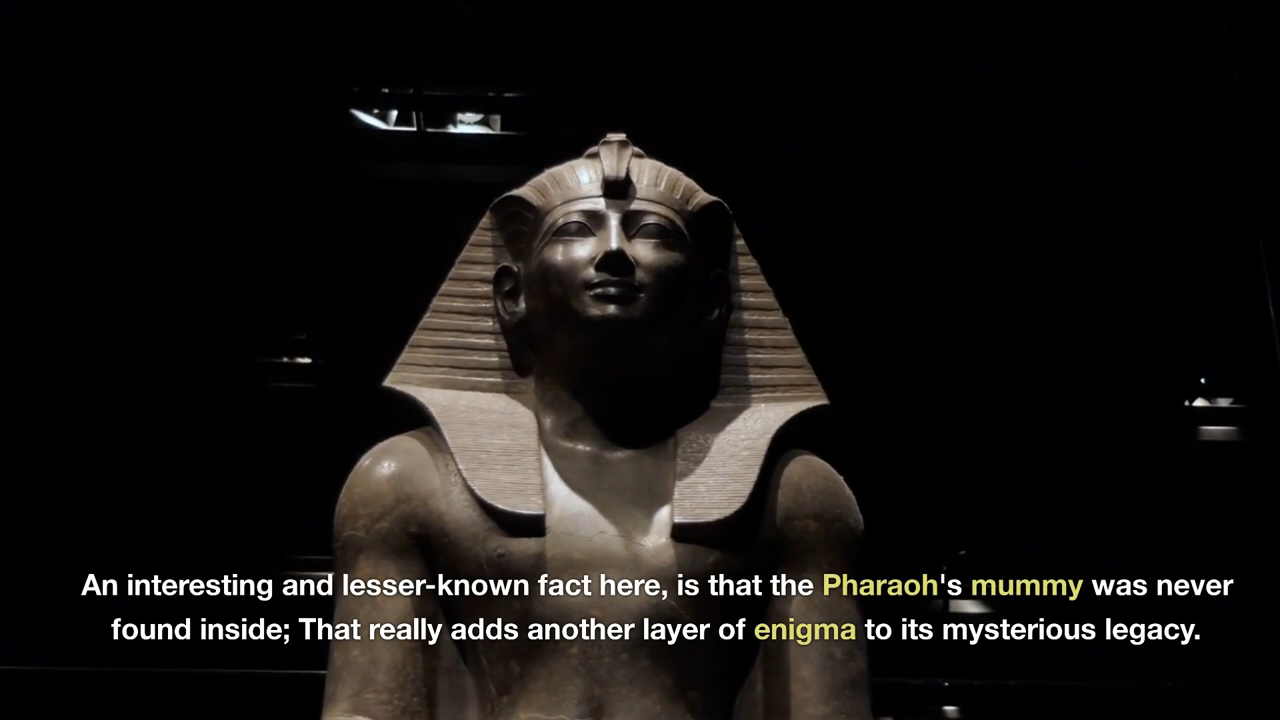 An interesting and lesser-known fact here, is that the Pharaoh's mummy was never
found inside; That really adds another layer of enigma to its mysterious legacy.